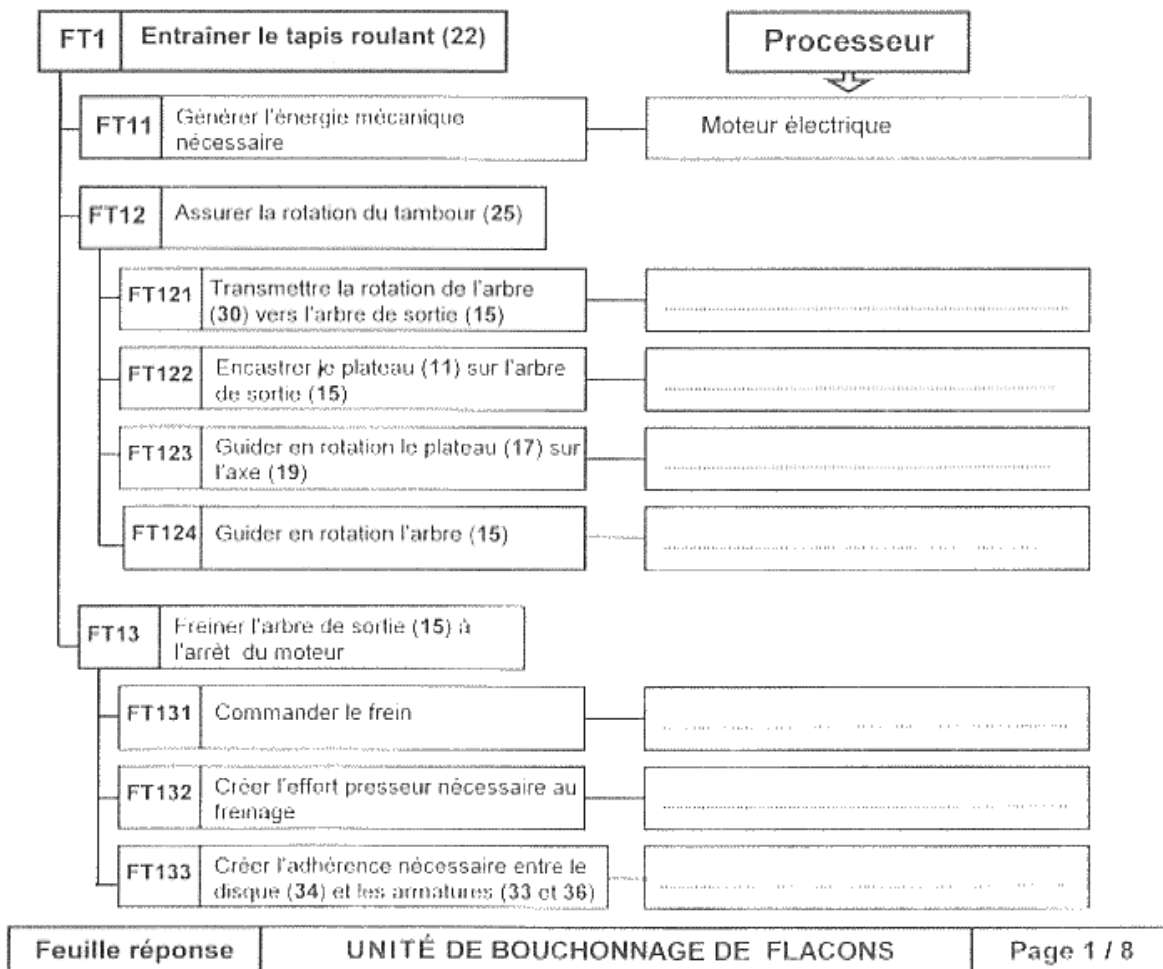 FT1 Entraîner le tapis roulant (22)
Processeur
FT11 Générer l'énergie mécanique
nécessaire
Moteur électrique
FT12 Assurer la rotation du tambour (25)
FT121 Transmettre la rotation de l'arbre
(30) vers l'arbre de sortie (15)
FT122 Encastrer le plateau (11) sur l'arbre
de sortie (15)
FT123 Guider en rotation le plateau (17) sur
l'axe (19)
FT124 Guider en rotation l'arbre (15)
FT13 Freiner l'arbre de sortie (15) à
l'arrêt du moteur
FT131 Commander le frein
FT132 Créer l'effort presseur nécessaire au
freinage
FT133 Créer l'adhérence nécessaire entre le
disque (34) et les armatures (33 et 36)
Feuille réponse UNITÉ DE BOUCHONNAGE DE FLACONS Page 1 / 8